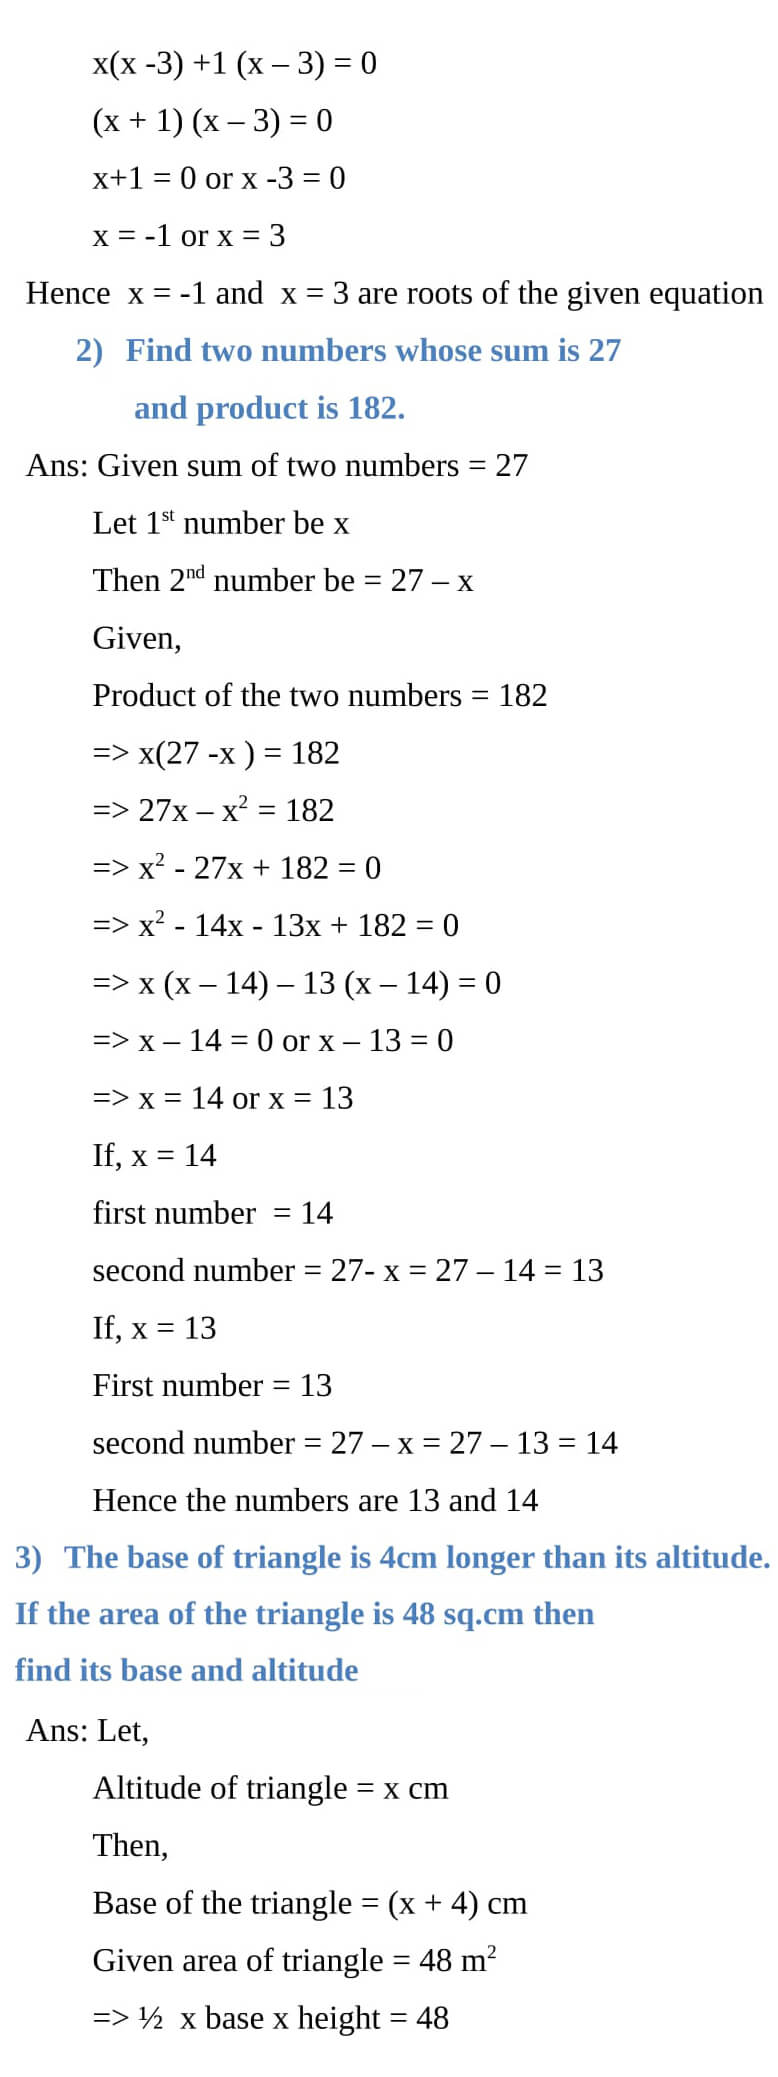 x(x -3) +1 (x – 3) = 0
(x + 1) (x – 3) = 0
x+1 = 0 or x -3 = 0
x = -1 or x = 3
Hence  x = -1 and  x = 3 are roots of the given equation
2)  Find two numbers whose sum is 27
and product is 182.
Ans: Given sum of two numbers = 27
Let 1st number be x
Then 2nd number be = 27 – x
Given,
Product of the two numbers = 182
=> x(27 -x ) = 182
=> 27x – x² = 182
=> x² - 27x + 182 = 0
=> x² - 14x - 13x + 182 = 0
=> x (x – 14) – 13 (x – 14) = 0
=> x – 14 = 0 or x – 13 = 0
=> x = 14 or x = 13
If, x = 14
first number  = 14
second number = 27- x = 27 – 14 = 13
If, x = 13
First number = 13
second number = 27 – x = 27 – 13 = 14
Hence the numbers are 13 and 14
3)  The base of triangle is 4cm longer than its altitude.
If the area of the triangle is 48 sq.cm then
find its base and altitude
Ans: Let,
Altitude of triangle = x cm
Then,
Base of the triangle = (x + 4) cm
Given area of triangle = 48 m²
=> ½  x base x height = 48